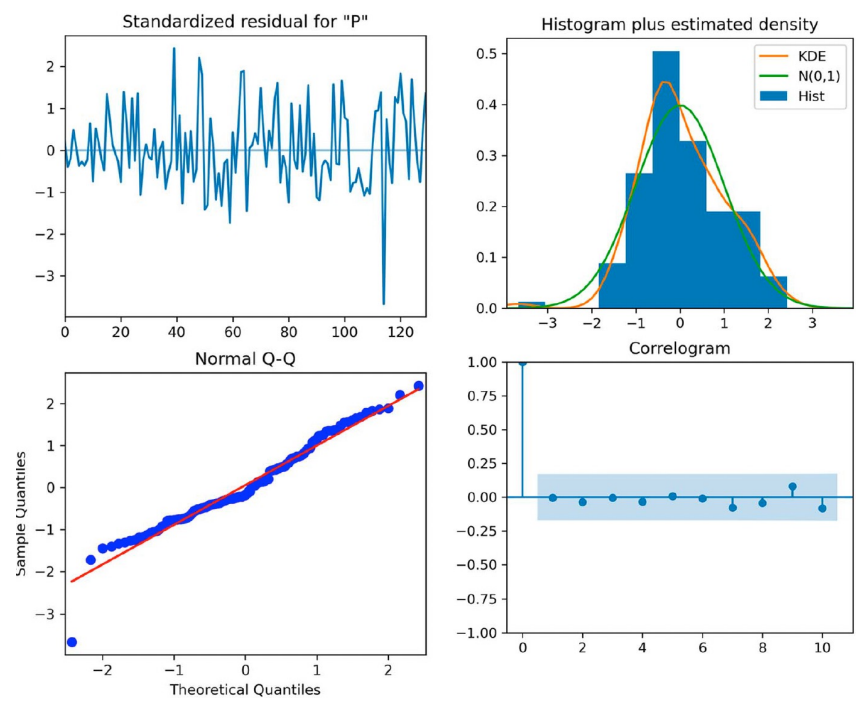 Standardized residual for "P"
2
1
0
−1
−2
−3
0 20 40 60 80 100 120
Histogram plus estimated density
KDE
N(0,1)
Hist
0.5
0.4
0.3
0.2
0.1
0.0
−3 −2 −1 0 1 2 3
Normal Q-Q
Sample Quantiles
2
1
0
−1
−2
−3
−2 −1 0 1 2
Theoretical Quantiles
Correlogram
1.00
0.75
0.50
0.25
0.00
−0.25
−0.50
−0.75
−1.00
0 2 4 6 8 10